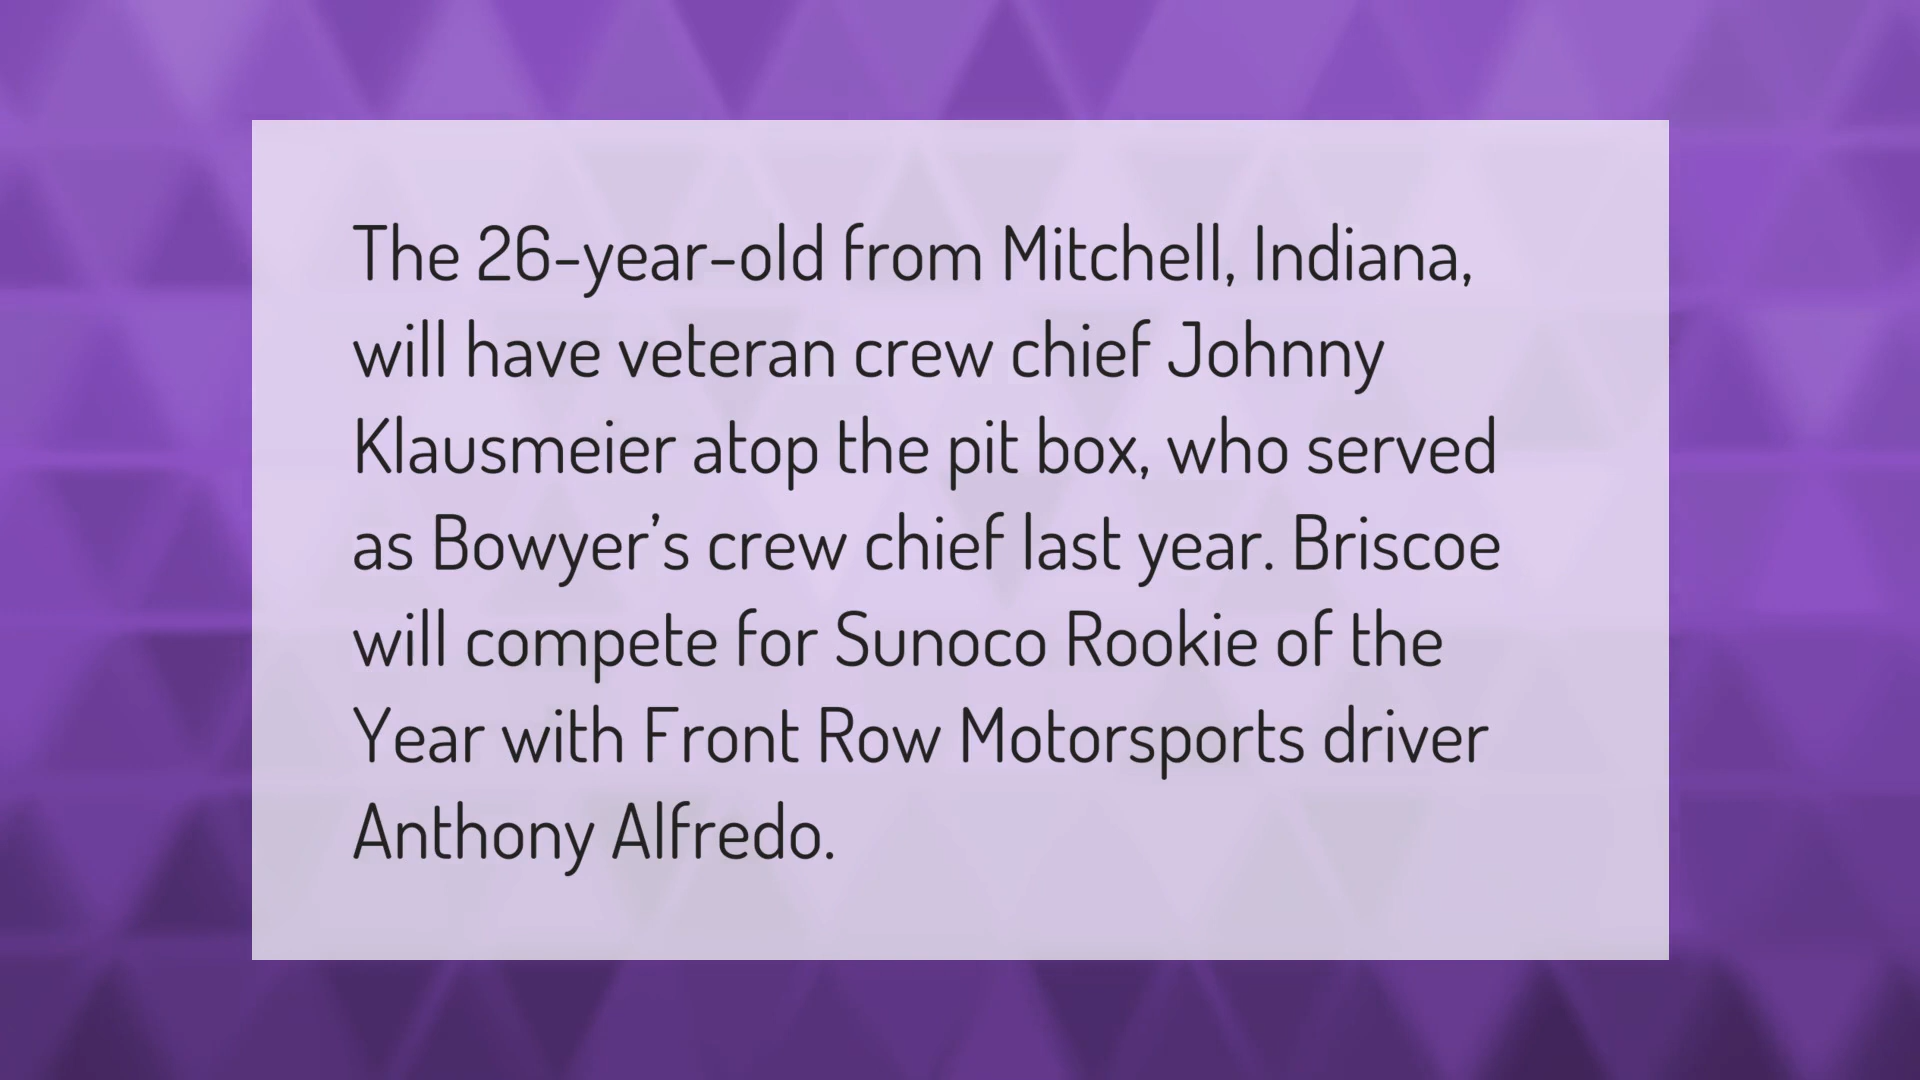 The 26-year-old from Mitchell, Indiana,
will have veteran crew chief Johnny
Klausmeier atop the pit box, who served
as Bowyer’s crew chief last year. Briscoe
will compete for Sunoco Rookie of the
Year with Front Row Motorsports driver
Anthony Alfredo.